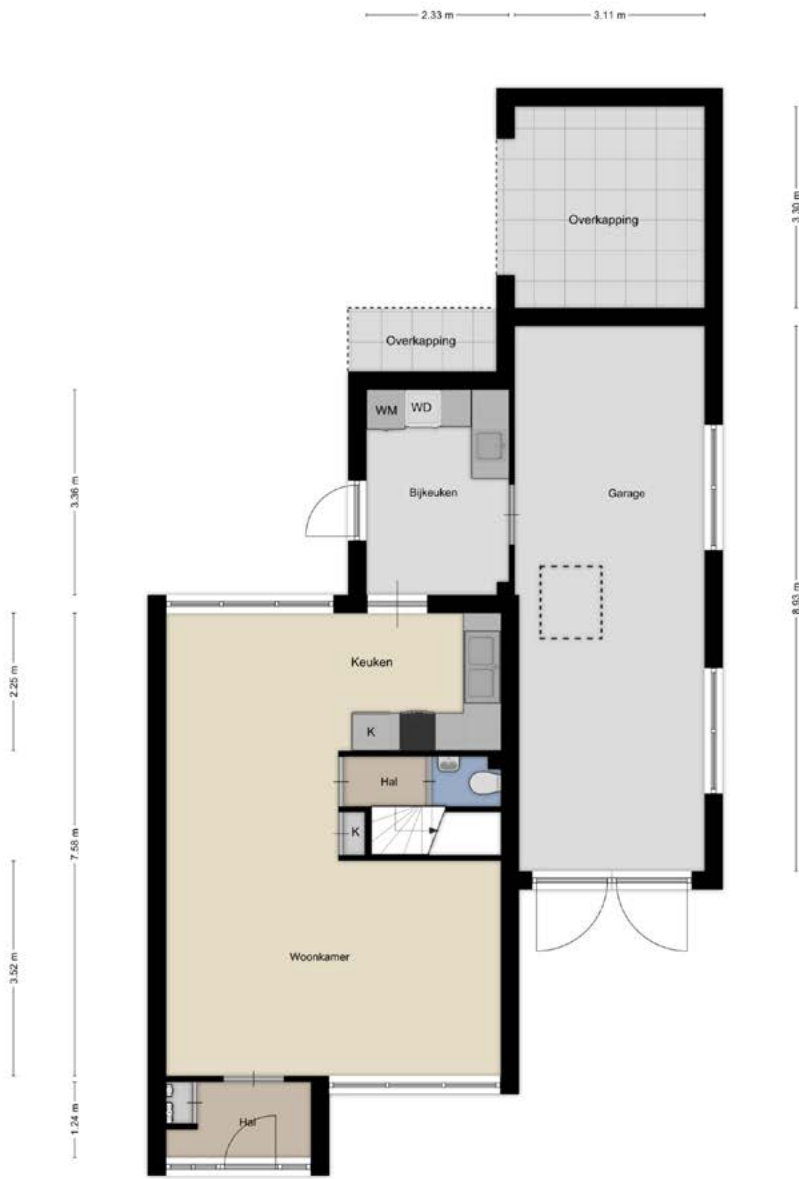 2.33 m
3.11 m
Overkapping
3.30 m
Overkapping
WM
WD
3.36 m
Bijkeuken
Garage
8.93 m
2.25 m
Keuken
K
Hal
K
7.58 m
3.52 m
Woonkamer
1.24 m
Hal